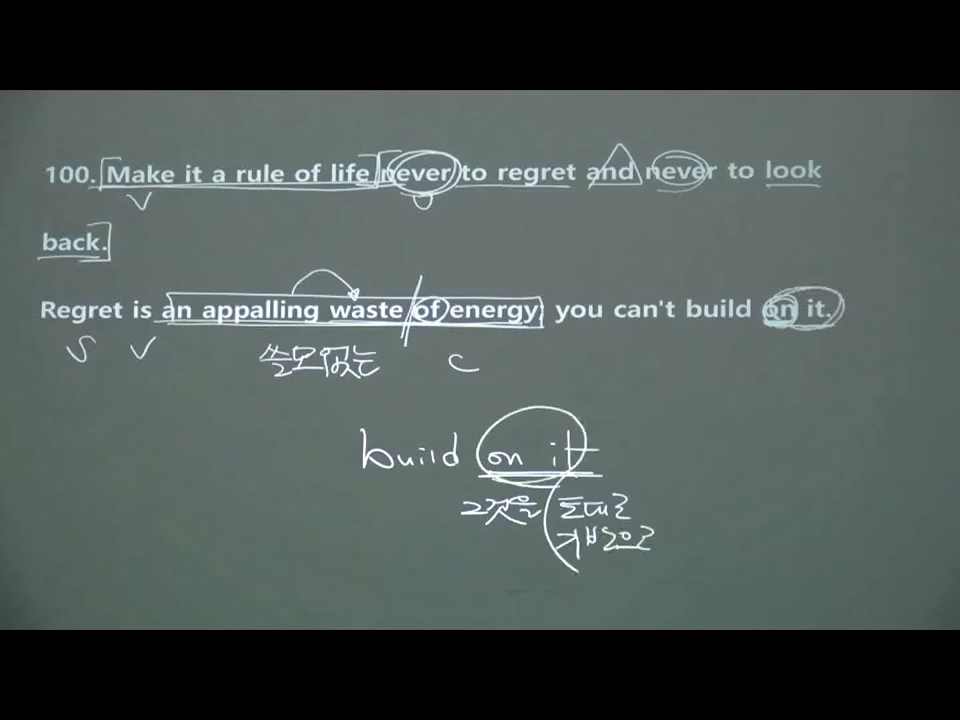 100. Make it a rule of life never to regret and never to look
back.
Regret is an appalling waste of energy, you can't build on it.
S V 쓸모없는 C
build on it
그것을 토대로
기반으로